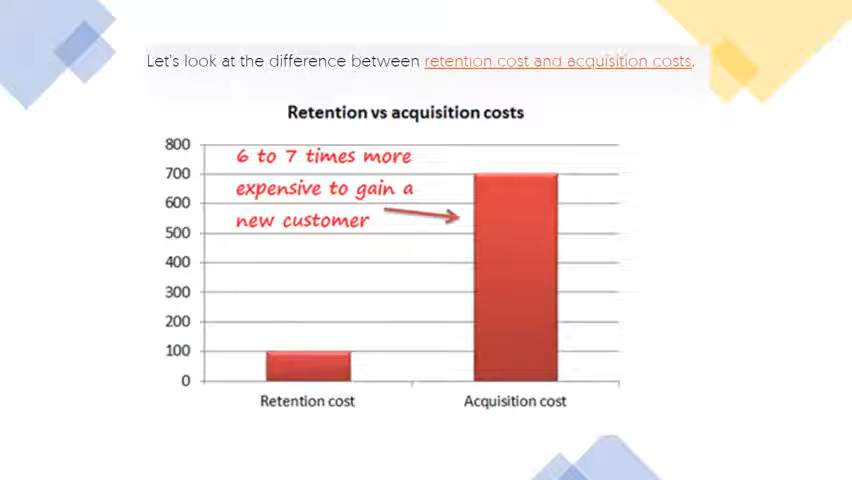 Let's look at the difference between retention cost and acquisition costs.
Retention vs acquisition costs
800
700
600
500
400
300
200
100
0
6 to 7 times more
expensive to gain a
new customer
Retention cost
Acquisition cost